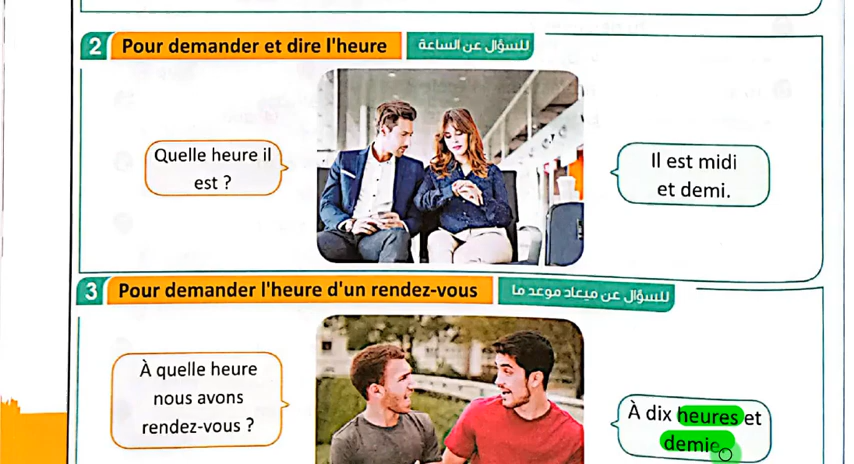 2 Pour demander et dire l'heure للسؤال عن الساعة
Quelle heure il
est ?
Il est midi
et demi.
3 Pour demander l'heure d'un rendez-vous للسؤال عن ميعاد موعد ما
À quelle heure
nous avons
rendez-vous ?
À dix heures et
demie.